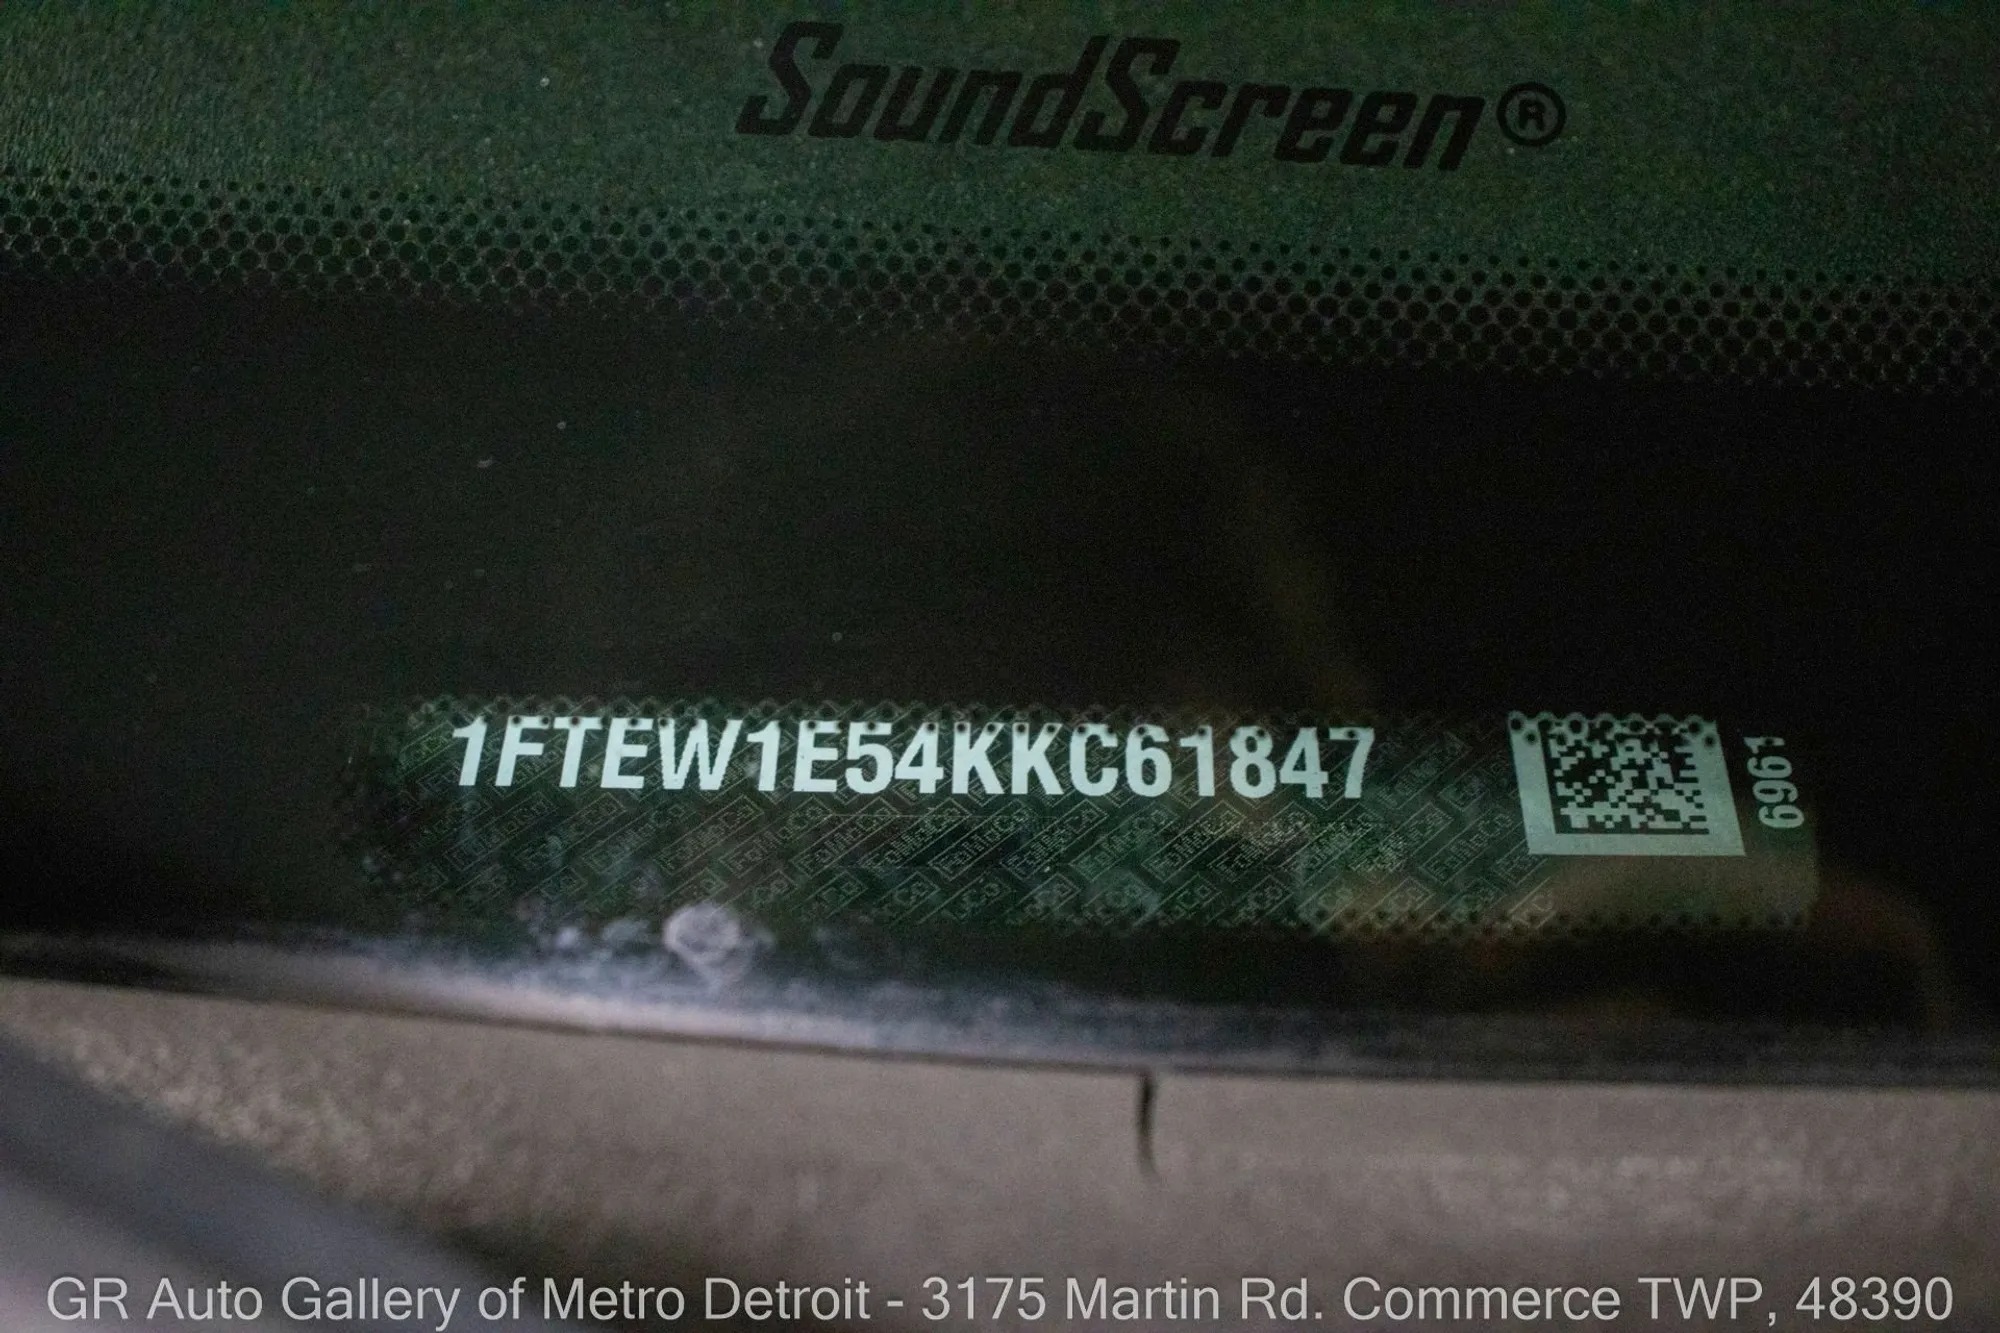 SoundScreen®
1FTEW1E54KKC61847
6961
GR Auto Gallery of Metro Detroit - 3175 Martin Rd. Commerce TWP, 48390